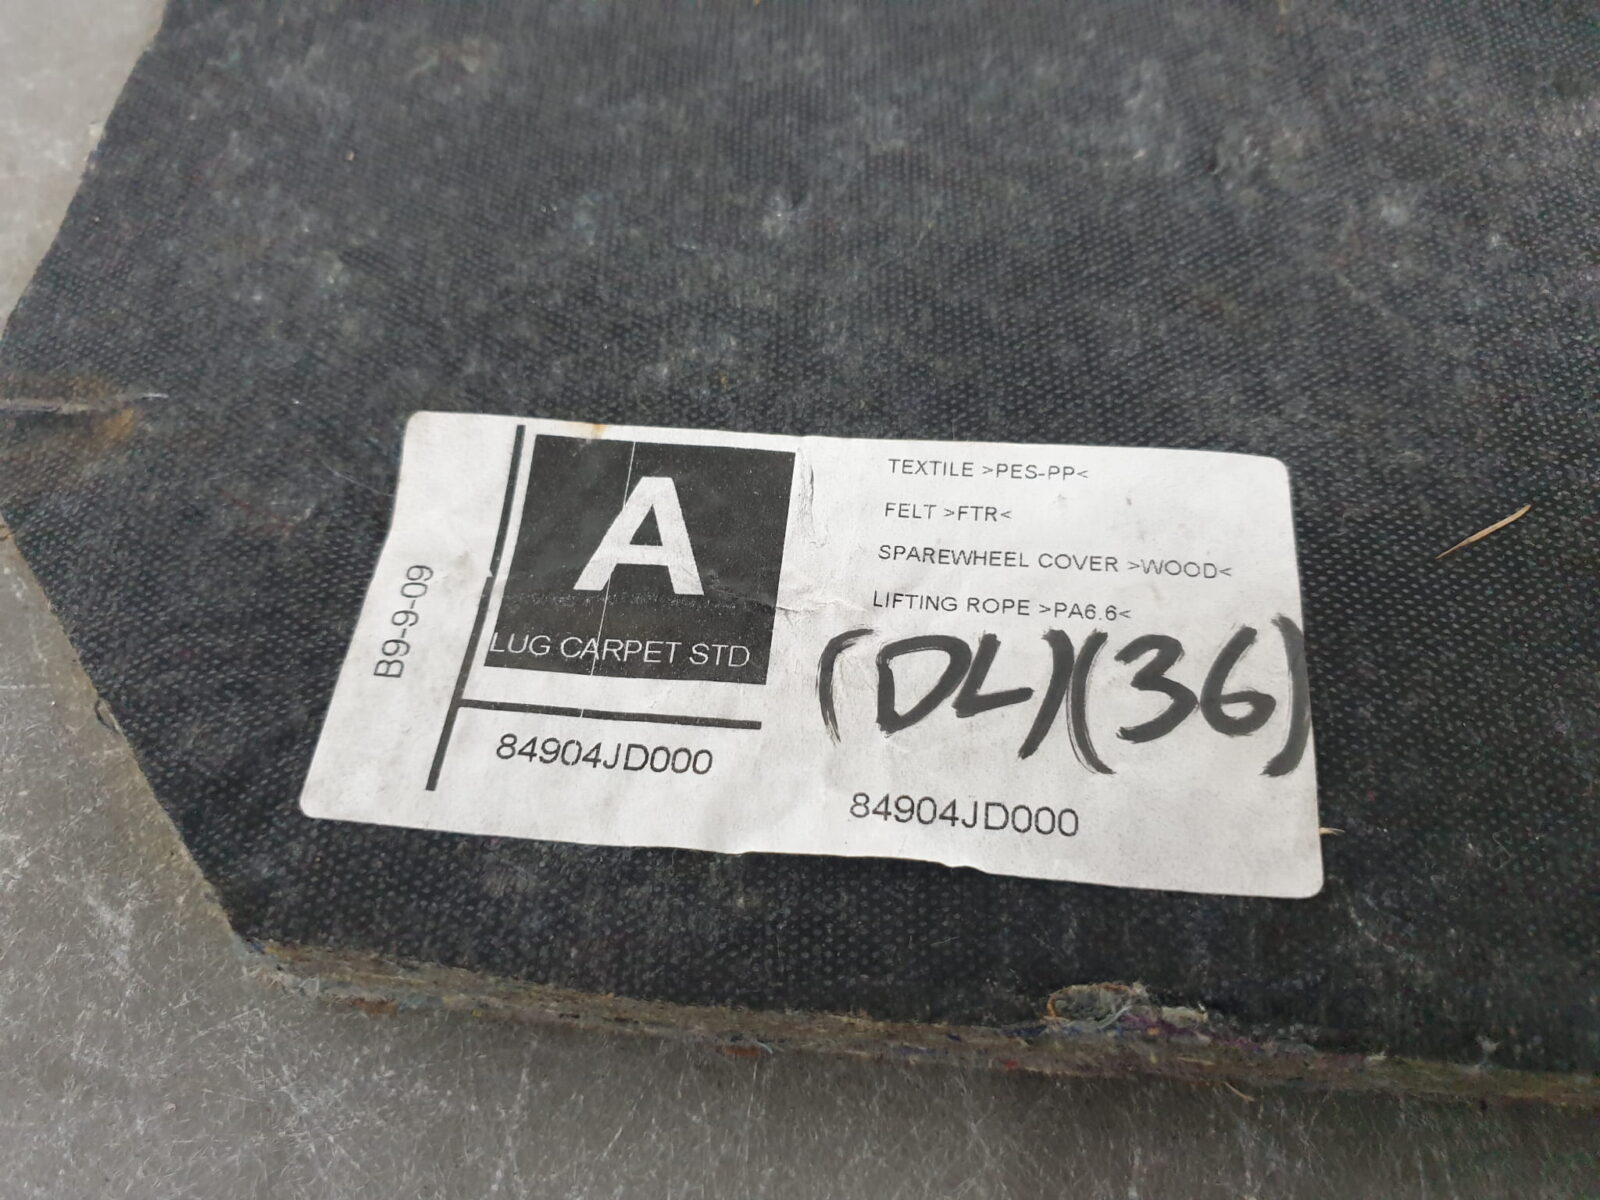 B9-9-09
A
LUG CARPET STD
84904JD000
TEXTILE >PES-PP<
FELT >FTR<
SPAREWHEEL COVER >WOOD<
LIFTING ROPE >PA6.6<
(DL)(36)
84904JD000